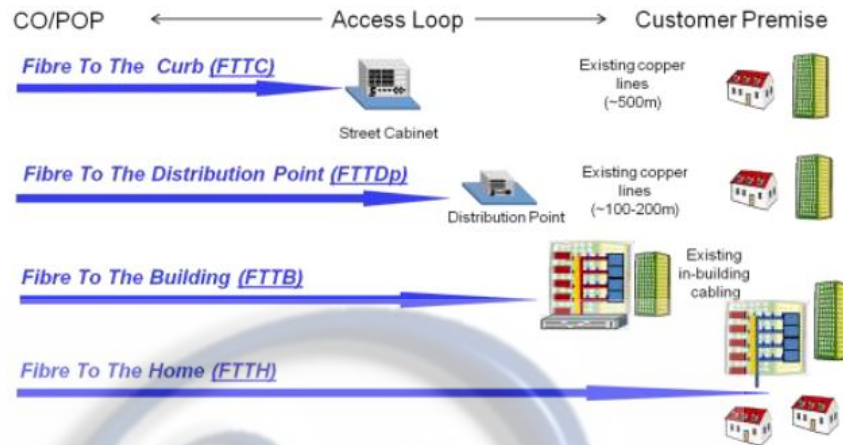 CO/POP Access Loop Customer Premise
Fibre To The Curb (FTTC)
Existing copper
lines
(~500m)
Street Cabinet
Fibre To The Distribution Point (FTTDp)
Existing copper
lines
(~100-200m)
Distribution Point
Fibre To The Building (FTTB)
Existing
in-building
cabling
Fibre To The Home (FTTH)